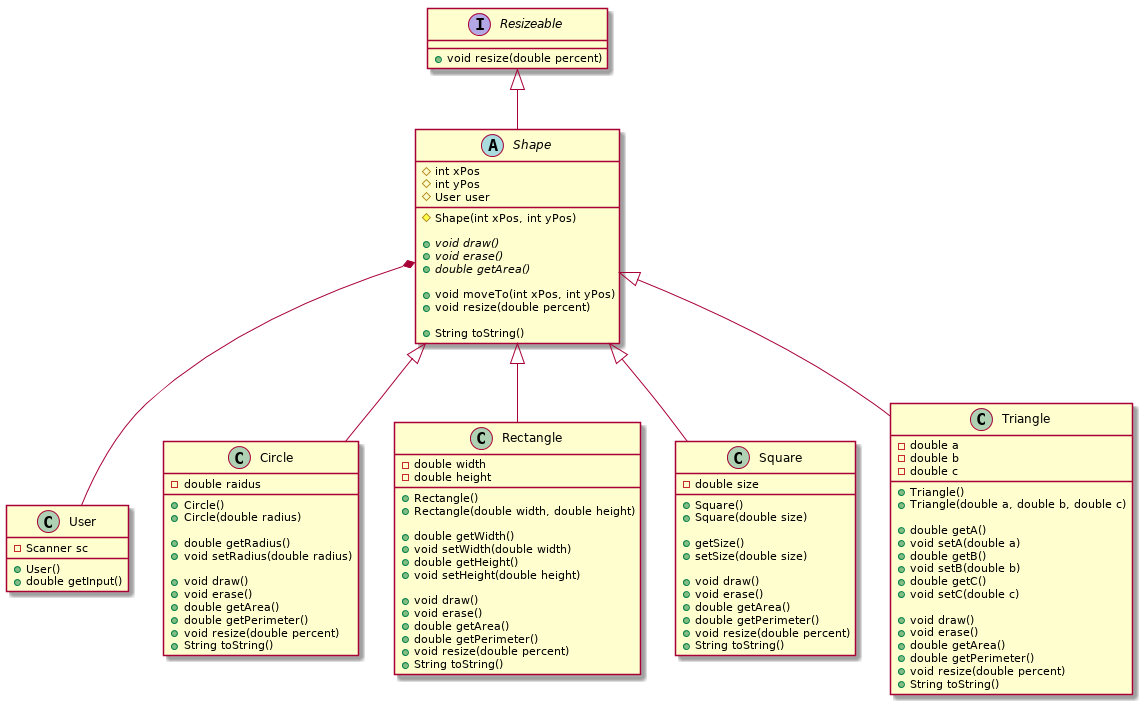 I Resizeable
void resize(double percent)
A Shape
int xPos
int yPos
User user
Shape(int xPos, int yPos)
void draw()
void erase()
double getArea()
void moveTo(int xPos, int yPos)
void resize(double percent)
String toString()
C User
Scanner sc
User()
double getInput()
C Circle
double raidus
Circle()
Circle(double radius)
double getRadius()
void setRadius(double radius)
void draw()
void erase()
double getArea()
double getPerimeter()
void resize(double percent)
String toString()
C Rectangle
double width
double height
Rectangle()
Rectangle(double width, double height)
double getWidth()
void setWidth(double width)
double getHeight()
void setHeight(double height)
void draw()
void erase()
double getArea()
double getPerimeter()
void resize(double percent)
String toString()
C Square
double size
Square()
Square(double size)
getSize()
setSize(double size)
void draw()
void erase()
double getArea()
double getPerimeter()
void resize(double percent)
String toString()
C Triangle
double a
double b
double c
Triangle()
Triangle(double a, double b, double c)
double getA()
void setA(double a)
double getB()
void setB(double b)
double getC()
void setC(double c)
void draw()
void erase()
double getArea()
double getPerimeter()
void resize(double percent)
String toString()